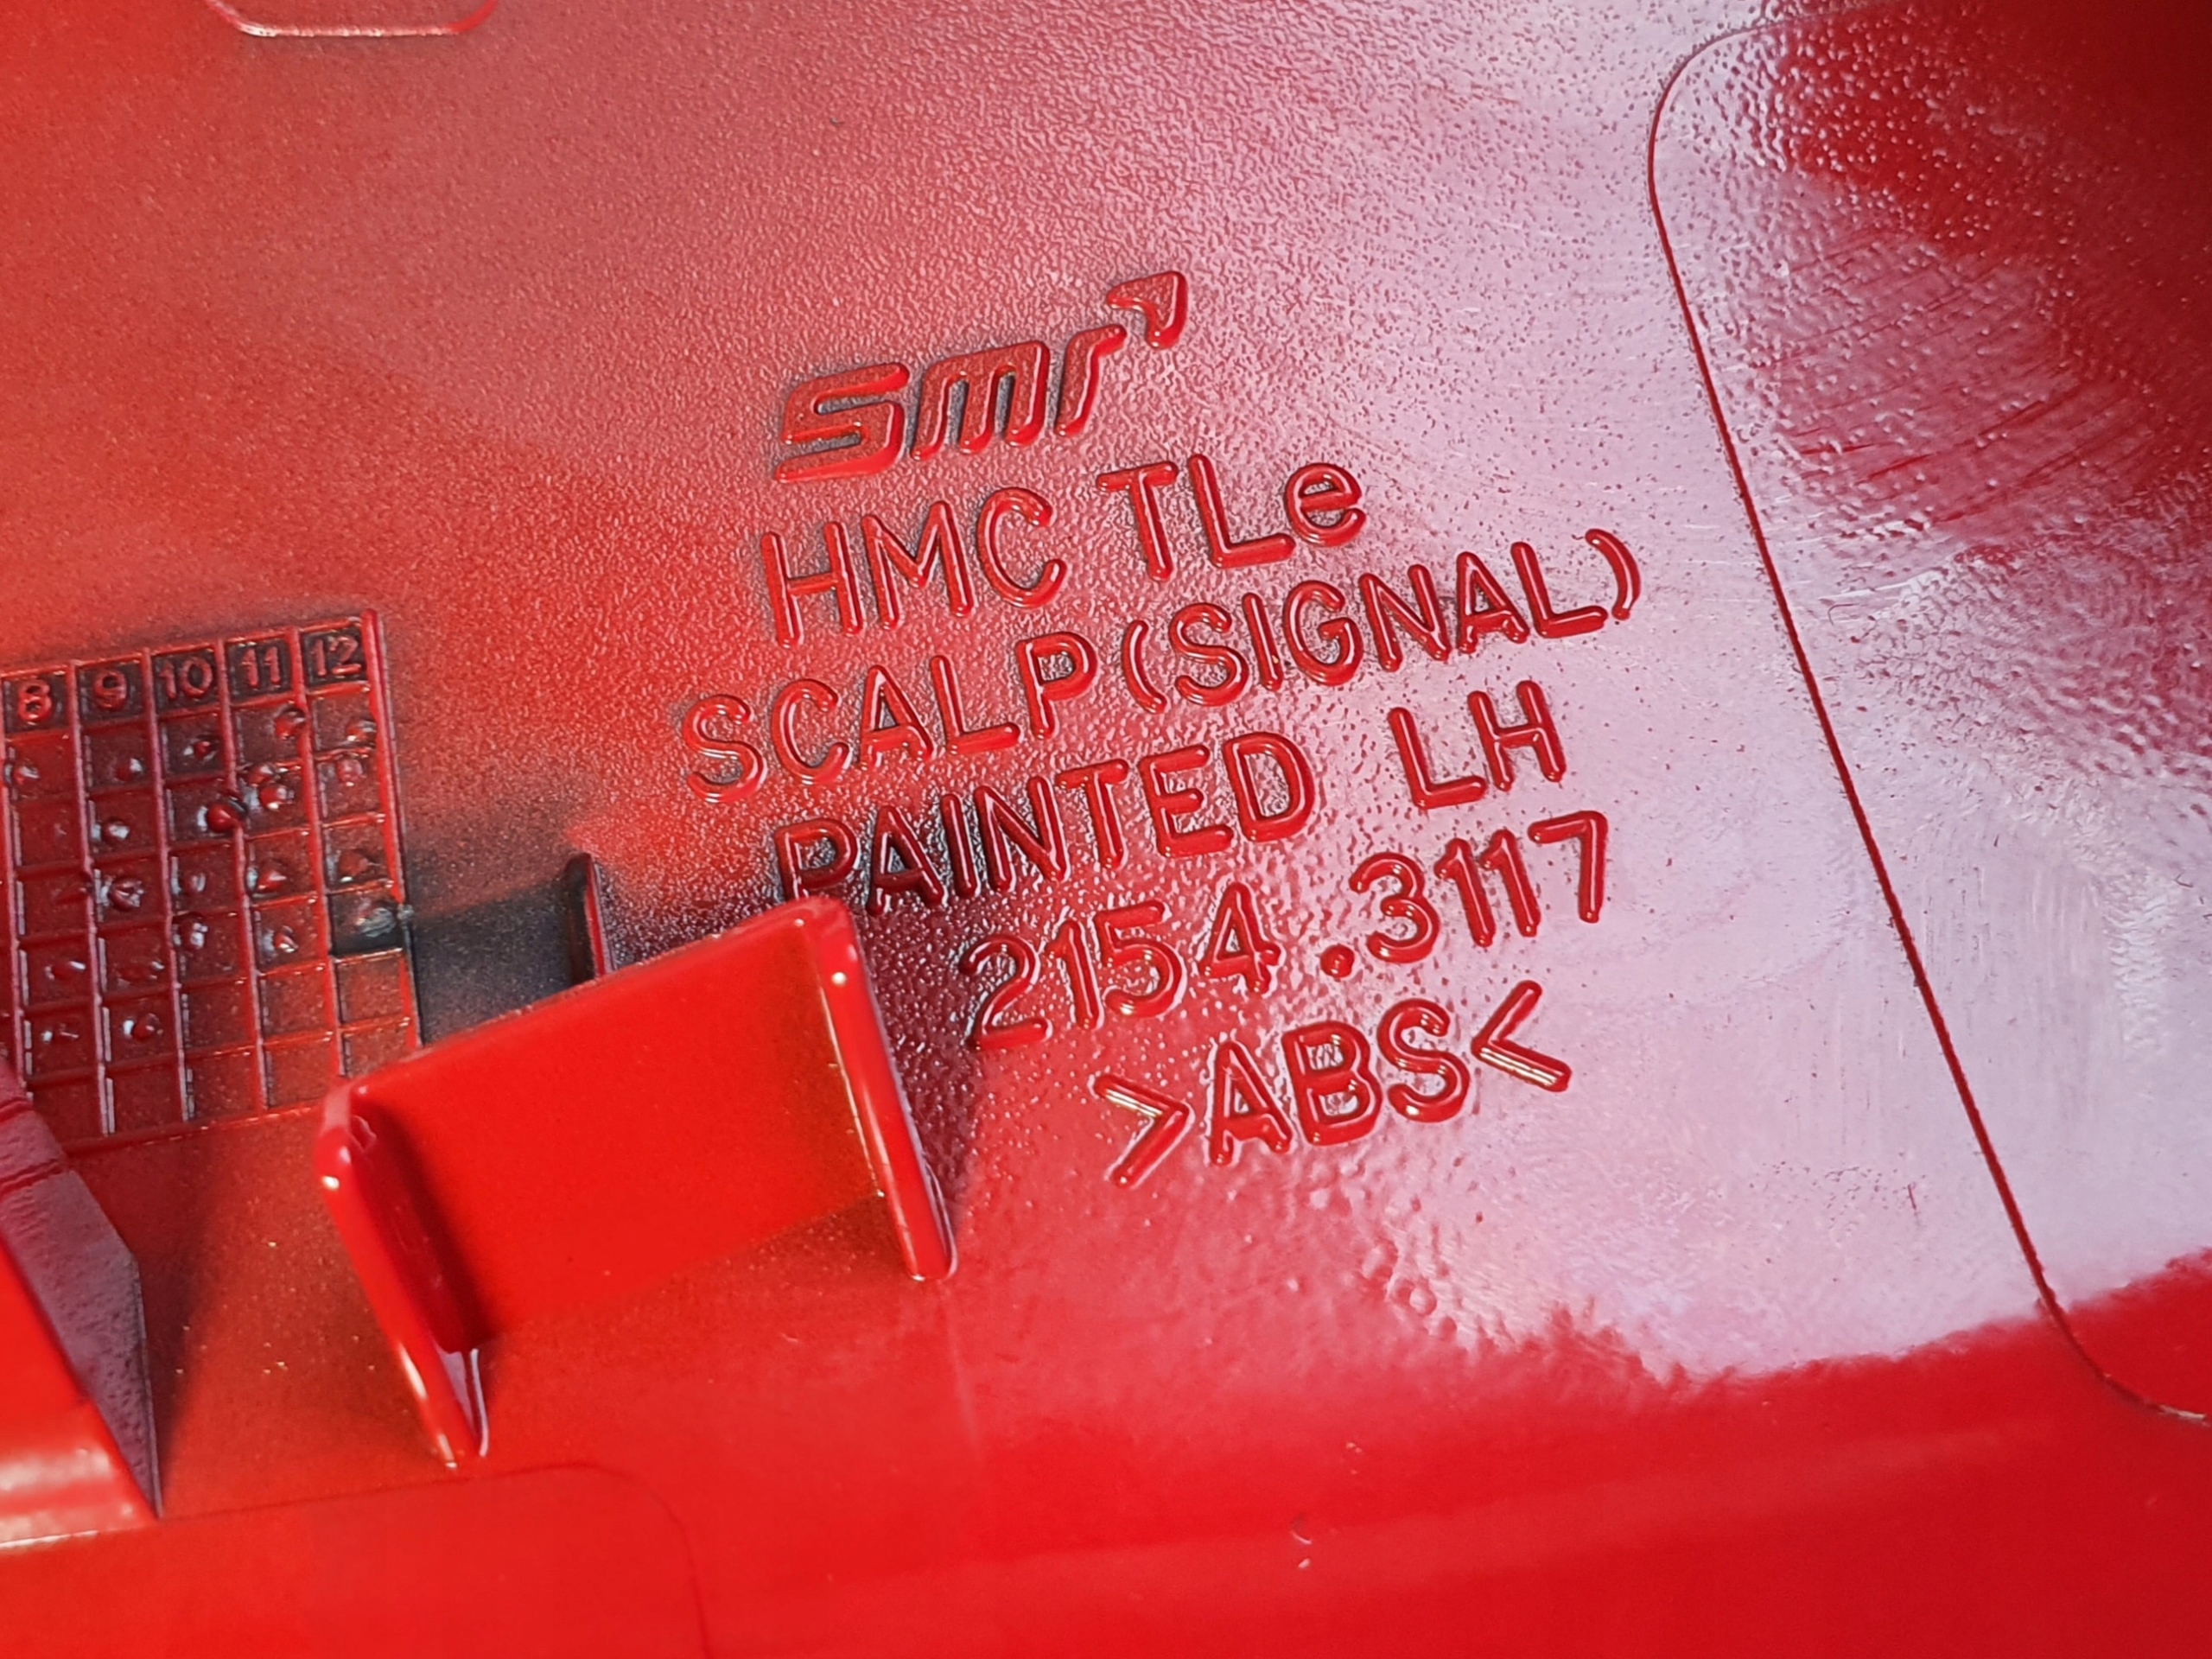 smr
HMC TLe
SCALP(SIGNAL)
PAINTED LH
2154.3117
>ABS<
8 9 10 11 12